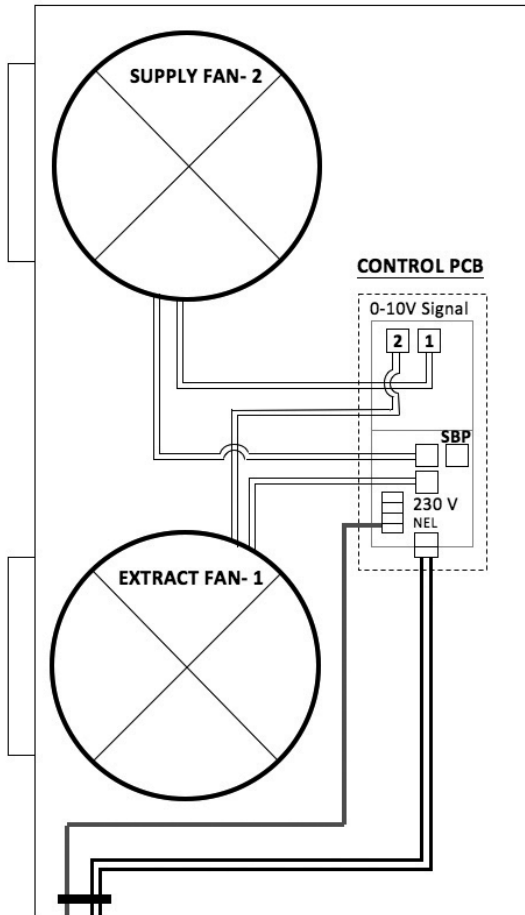 SUPPLY FAN- 2
CONTROL PCB
0-10V Signal
2 1
SBP
230 V
NEL
EXTRACT FAN- 1